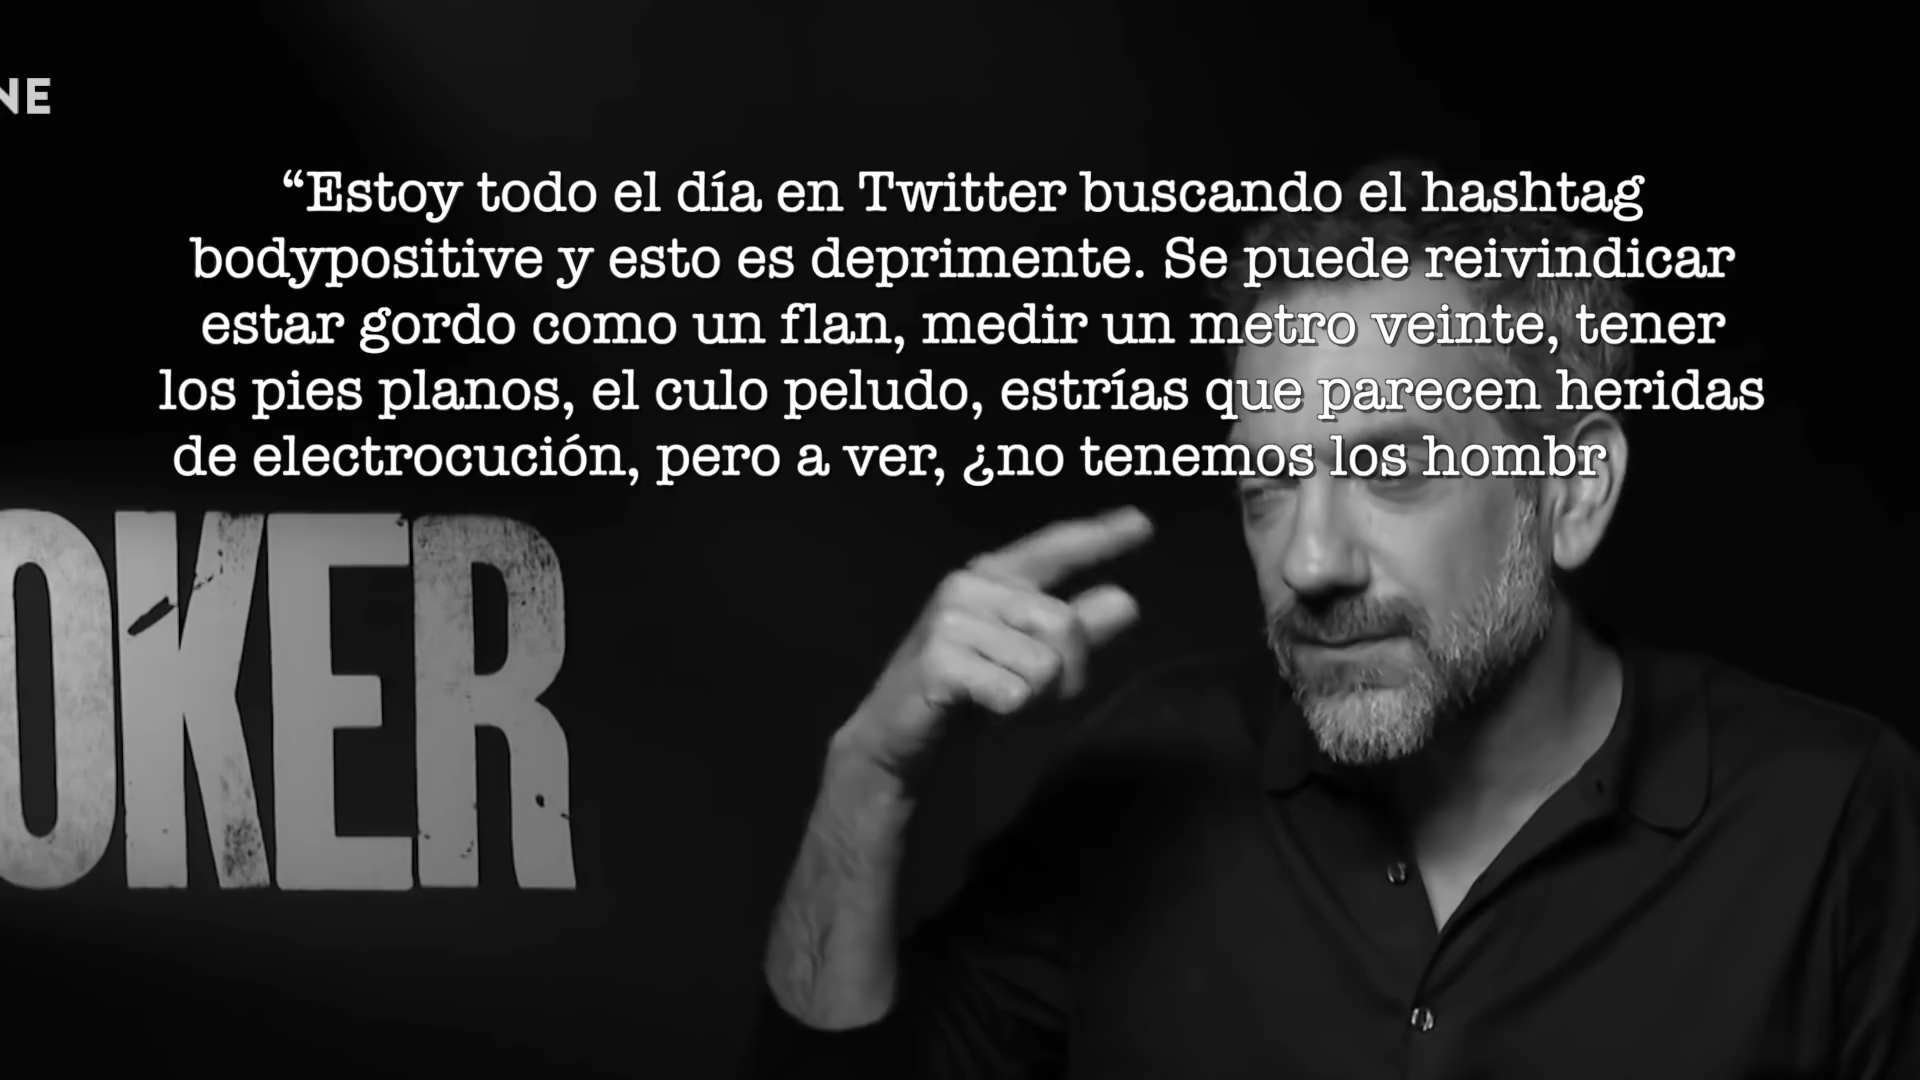 NE
“Estoy todo el día en Twitter buscando el hashtag
bodypositive y esto es deprimente. Se puede reivindicar
estar gordo como un flan, medir un metro veinte, tener
los pies planos, el culo peludo, estrías que parecen heridas
de electrocución, pero a ver, ¿no tenemos los hombr
OKER